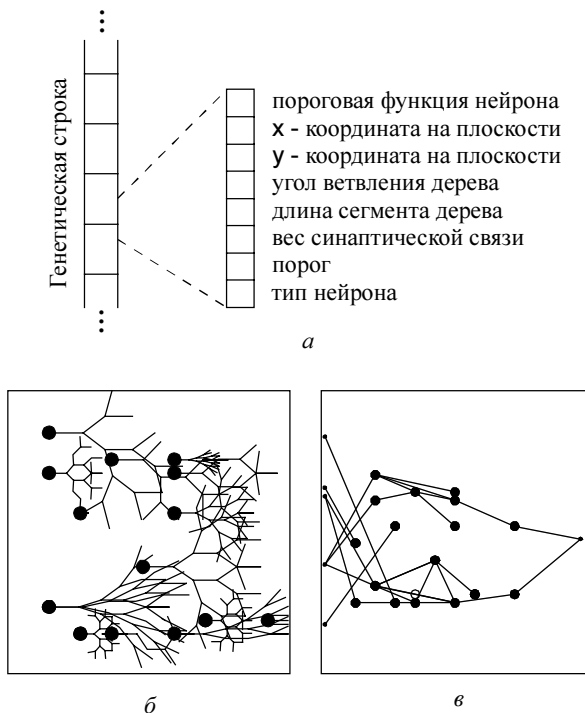 Генетическая строка
пороговая функция нейрона
x - координата на плоскости
y - координата на плоскости
угол ветвления дерева
длина сегмента дерева
вес синаптической связи
порог
тип нейрона
а
б
в